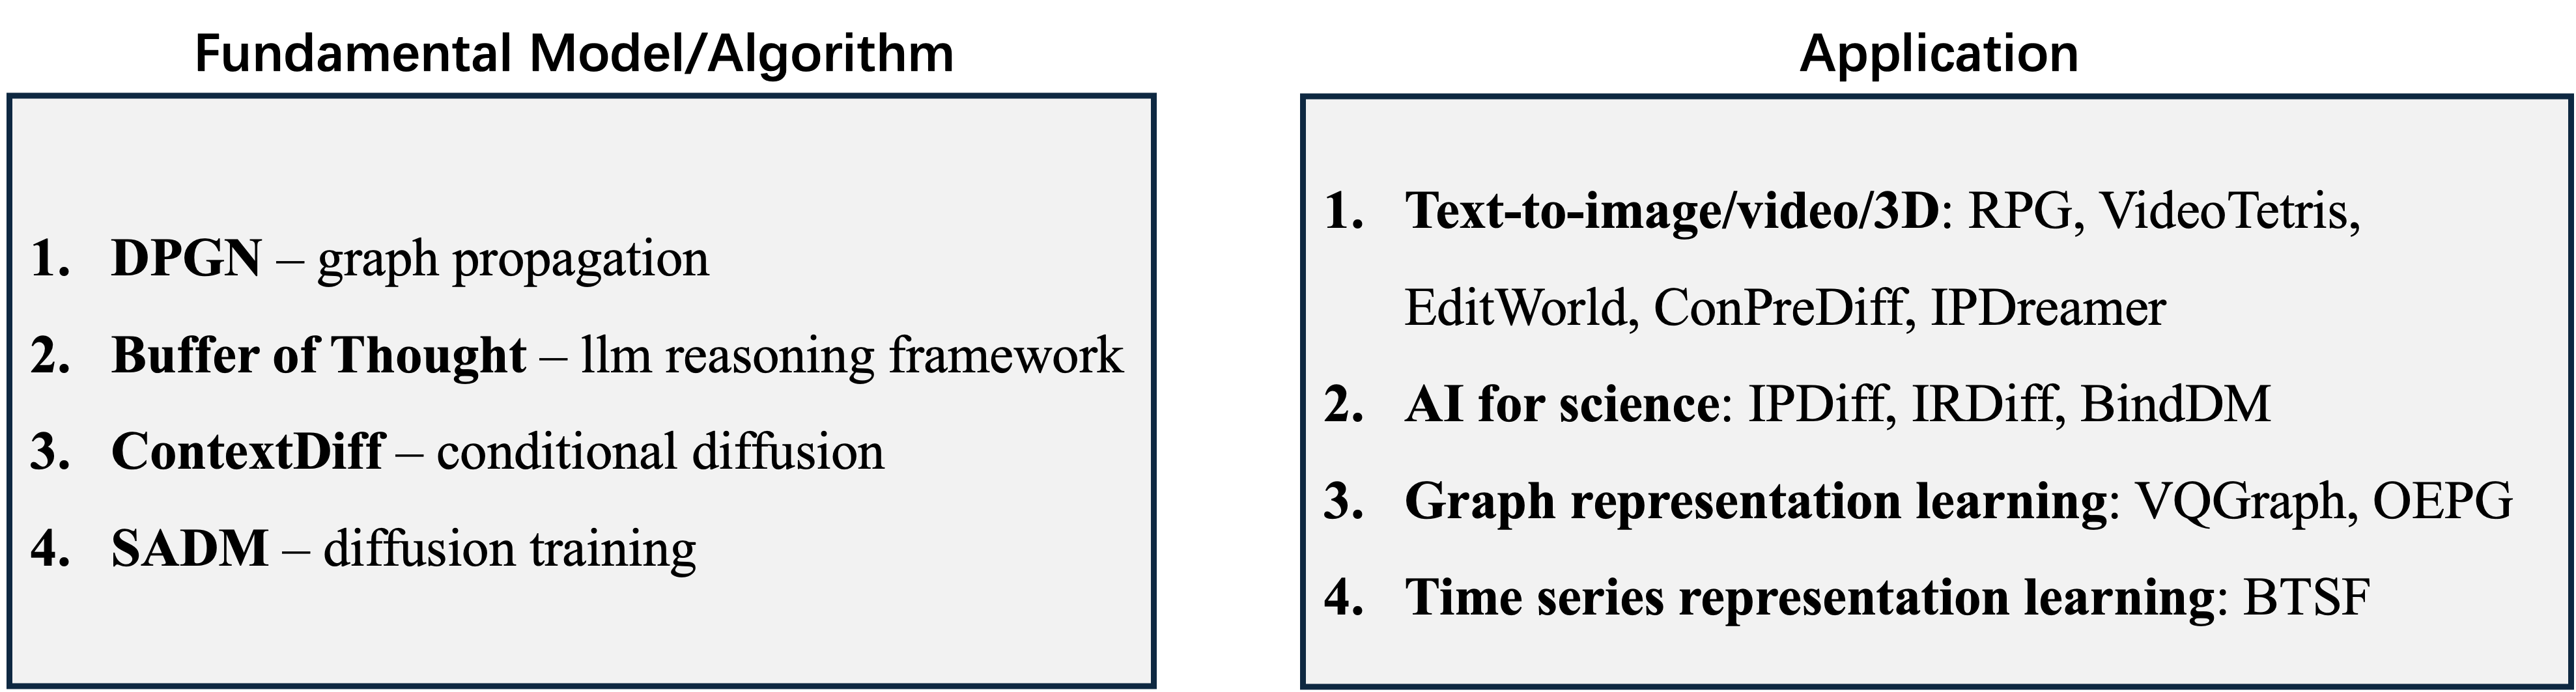 Fundamental Model/Algorithm
1. DPGN – graph propagation
2. Buffer of Thought – llm reasoning framework
3. ContextDiff – conditional diffusion
4. SADM – diffusion training
Application
1. Text-to-image/video/3D: RPG, VideoTetris,
EditWorld, ConPreDiff, IPDreamer
2. AI for science: IPDiff, IRDiff, BindDM
3. Graph representation learning: VQGraph, OEPG
4. Time series representation learning: BTSF